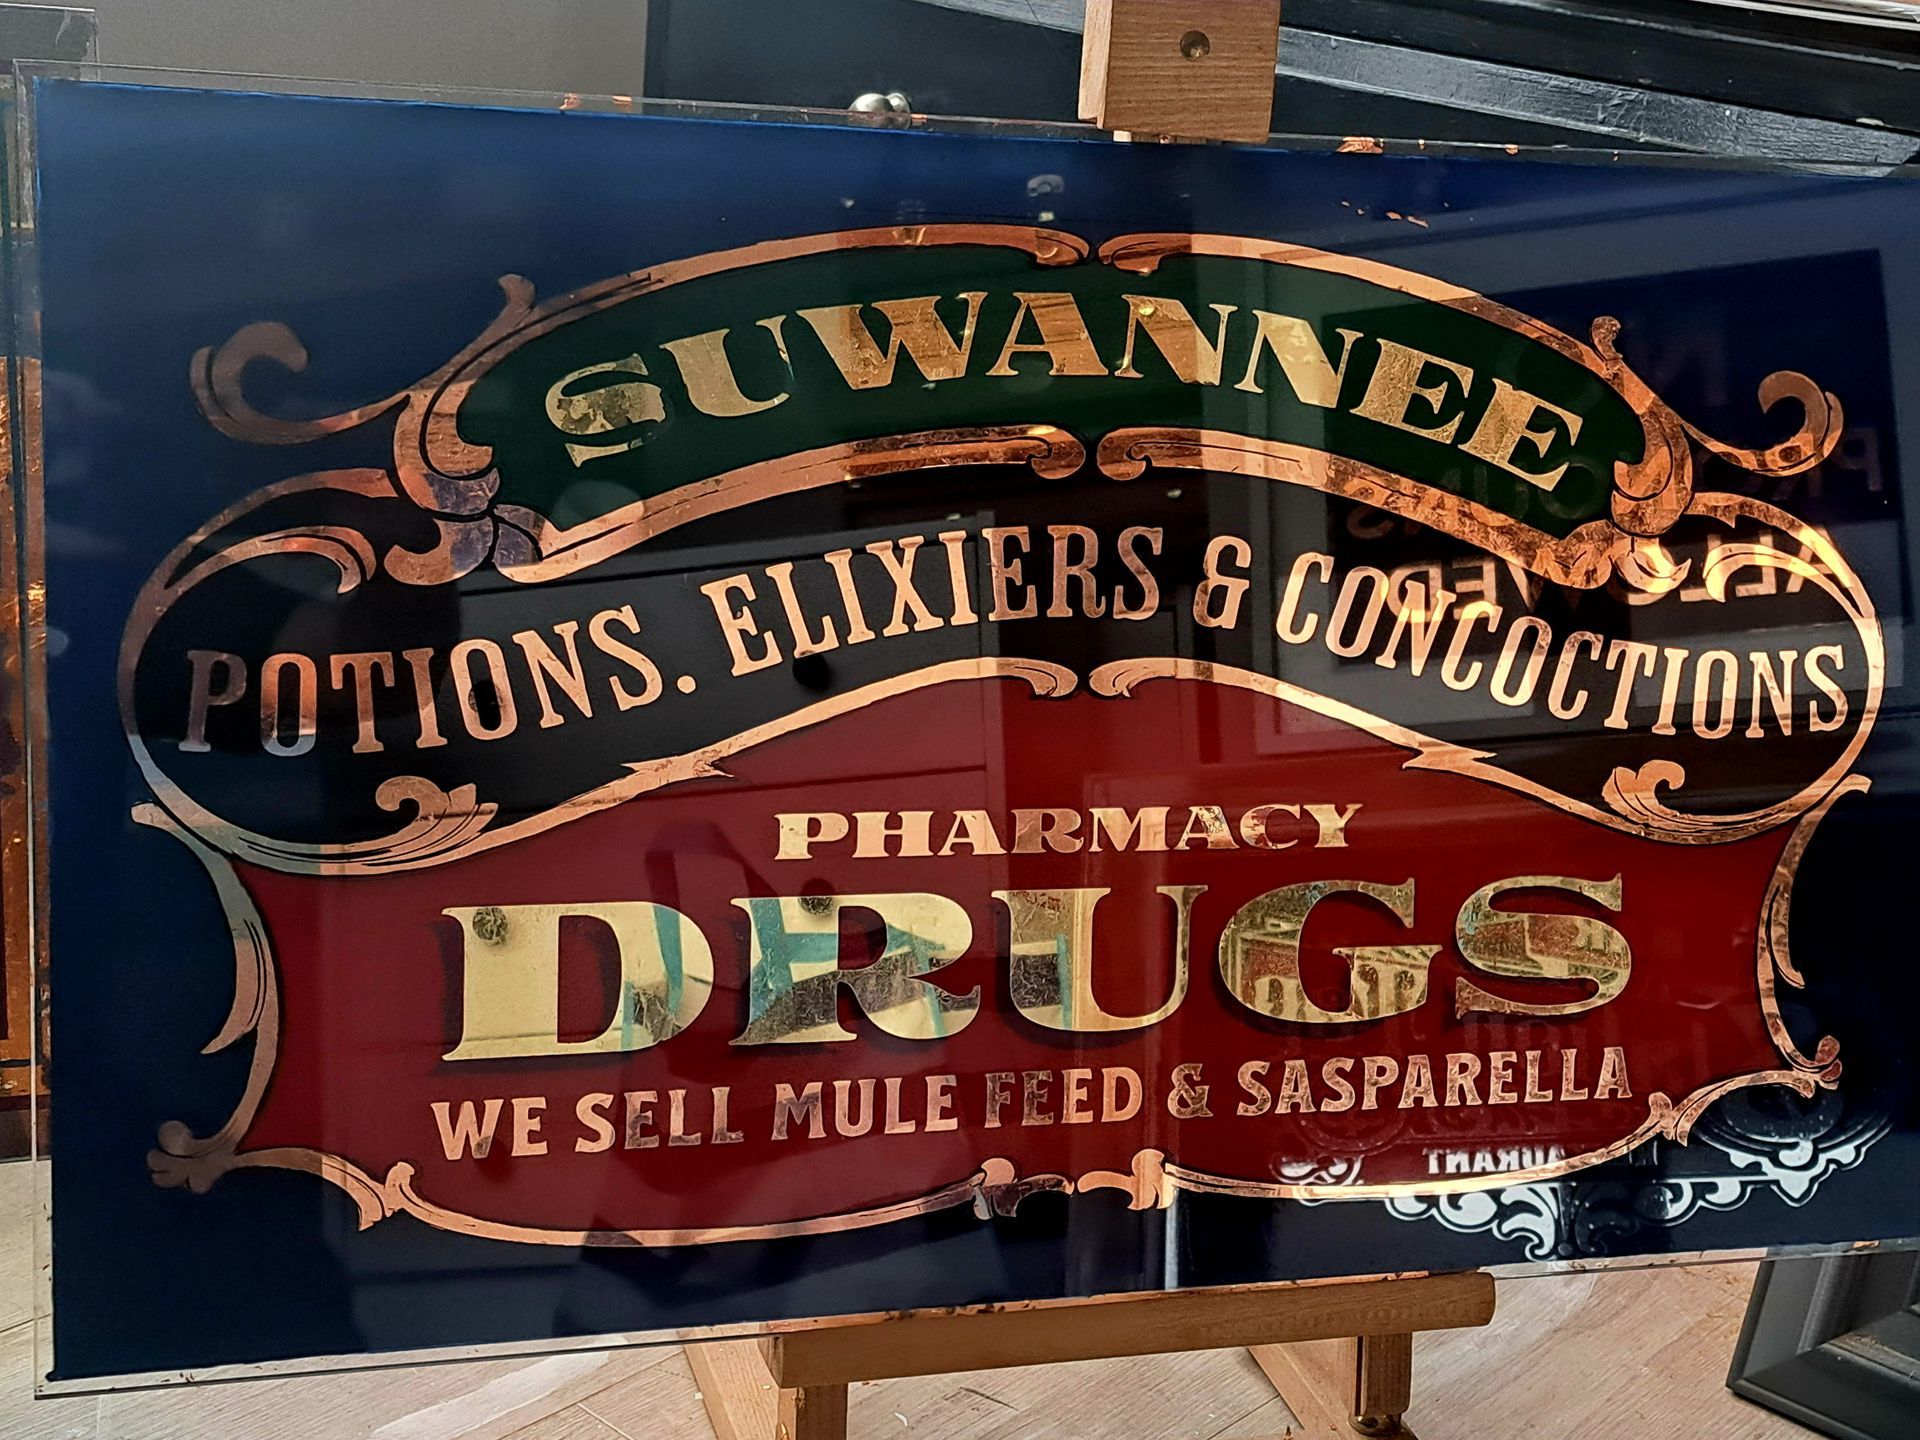 SUWANNEE
POTIONS. ELIXIERS & CONCOCTIONS
PHARMACY
DRUGS
WE SELL MULE FEED & SASPARELLA